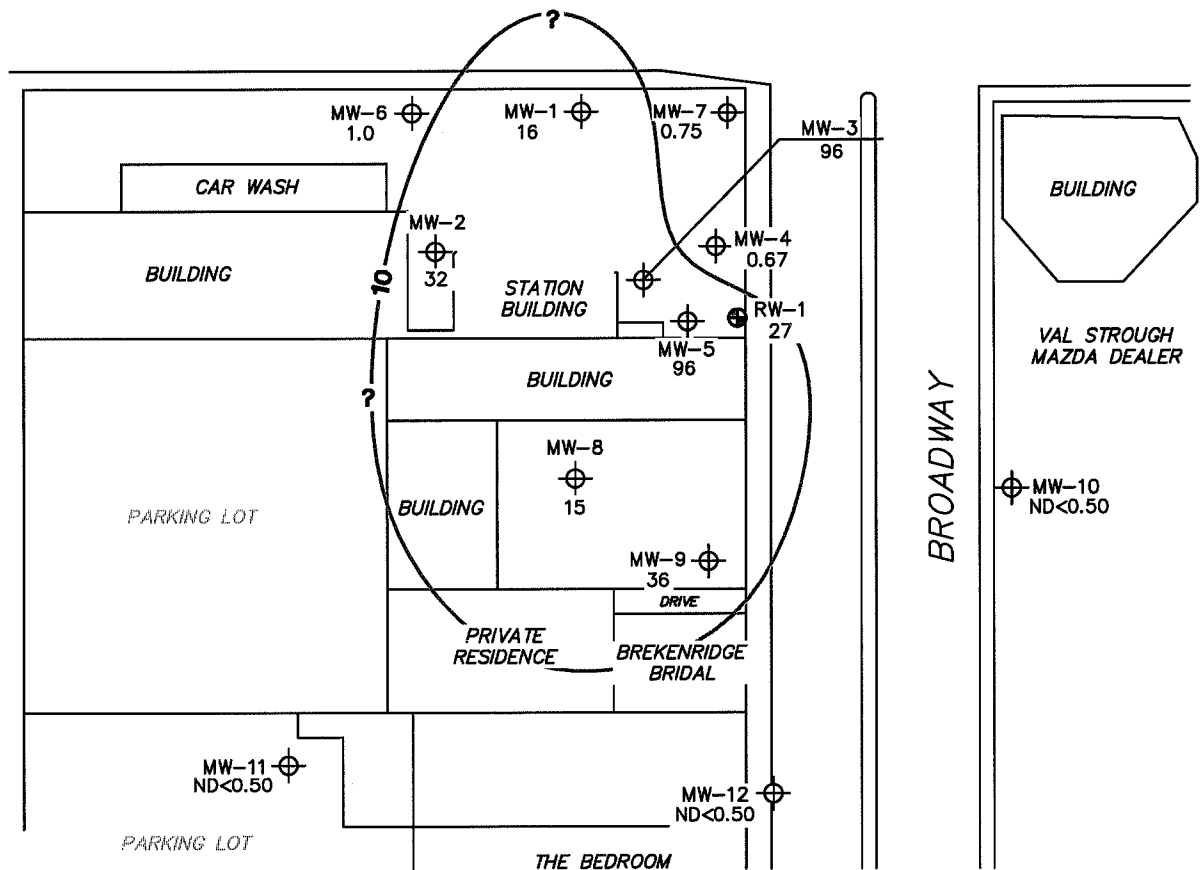 ?
MW-6
1.0
MW-1
16
MW-7
0.75
MW-3
96
CAR WASH
BUILDING
MW-2
32
MW-4
0.67
BUILDING
10
STATION
BUILDING
RW-1
27
MW-5
96
VAL STROUGH
MAZDA DEALER
BUILDING
?
BROADWAY
MW-8
15
BUILDING
PARKING LOT
MW-10
ND<0.50
MW-9
36
DRIVE
PRIVATE
RESIDENCE
BREKENRIDGE
BRIDAL
MW-11
ND<0.50
MW-12
ND<0.50
PARKING LOT
THE BEDROOM